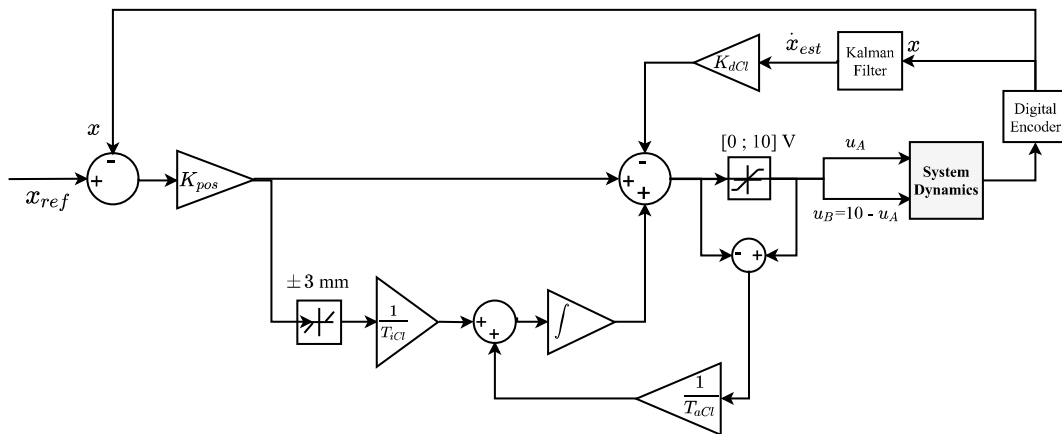 ẋ_est
K_dCl
Kalman
Filter
x
Digital
Encoder
x
-
+
x_ref
K_pos
-
+
+
[0 ; 10] V
u_A
u_B=10 - u_A
System
Dynamics
-
+
± 3 mm
1
T_iCl
+
+
∫
1
T_aCl